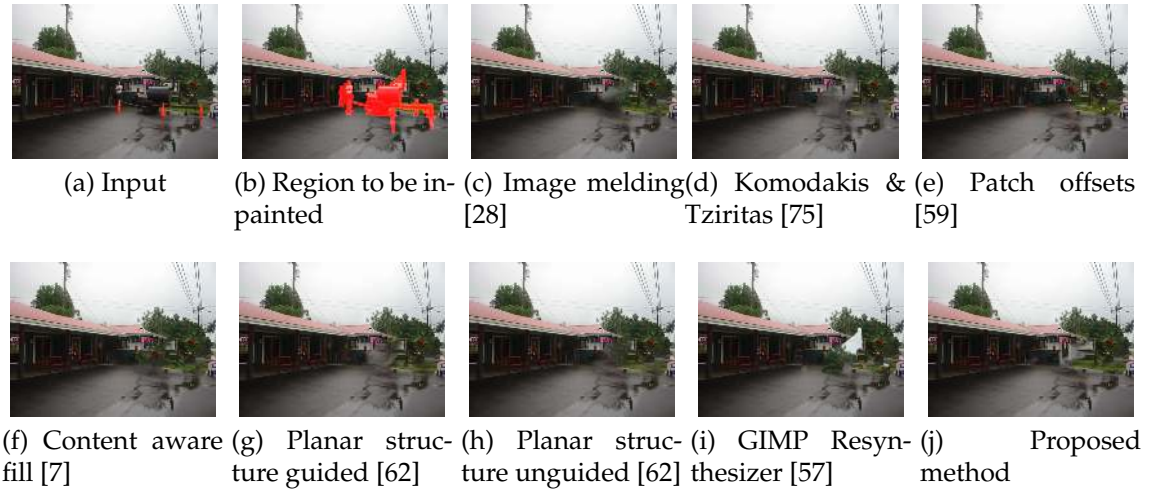 (a) Input
(b) Region to be in-
painted
(c) Image melding
[28]
(d) Komodakis &
Tziritas [75]
(e) Patch offsets
[59]
(f) Content aware
fill [7]
(g) Planar struc-
ture guided [62]
(h) Planar struc-
ture unguided [62]
(i) GIMP Resyn-
thesizer [57]
(j) Proposed
method